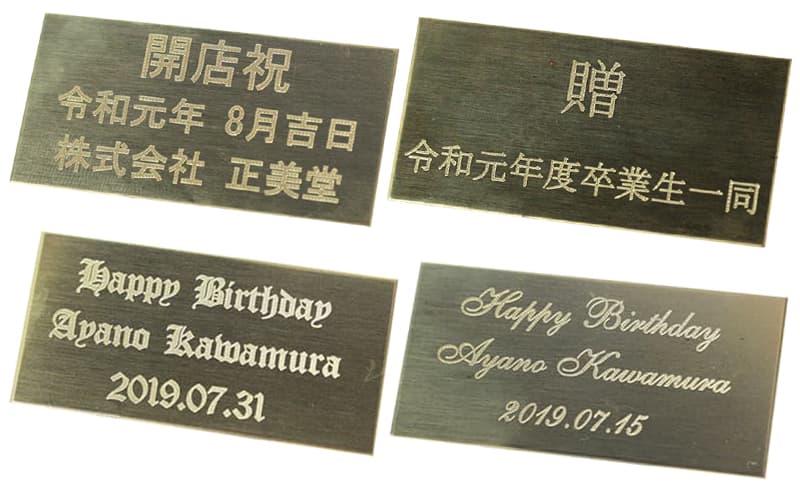 開店祝
令和元年 8月吉日
株式会社 正美堂
贈
令和元年度卒業生一同
Happy Birthday
Ayano Kawamura
2019.07.31
Happy Birthday
Ayano Kawamura
2019.07.15